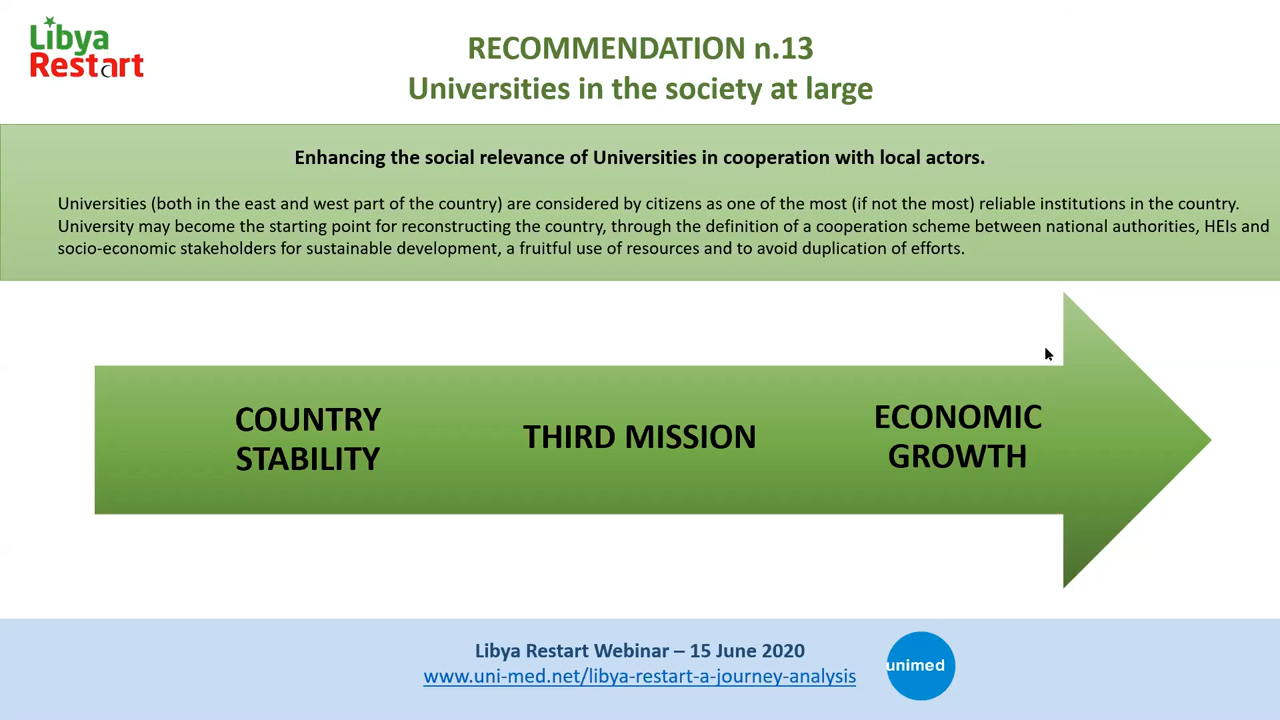 Libya
Restart
RECOMMENDATION n.13
Universities in the society at large
Enhancing the social relevance of Universities in cooperation with local actors.
Universities (both in the east and west part of the country) are considered by citizens as one of the most (if not the most) reliable institutions in the country.
University may become the starting point for reconstructing the country, through the definition of a cooperation scheme between national authorities, HEIs and
socio-economic stakeholders for sustainable development, a fruitful use of resources and to avoid duplication of efforts.
COUNTRY
STABILITY
THIRD MISSION
ECONOMIC
GROWTH
Libya Restart Webinar – 15 June 2020
www.uni-med.net/libya-restart-a-journey-analysis
unimed